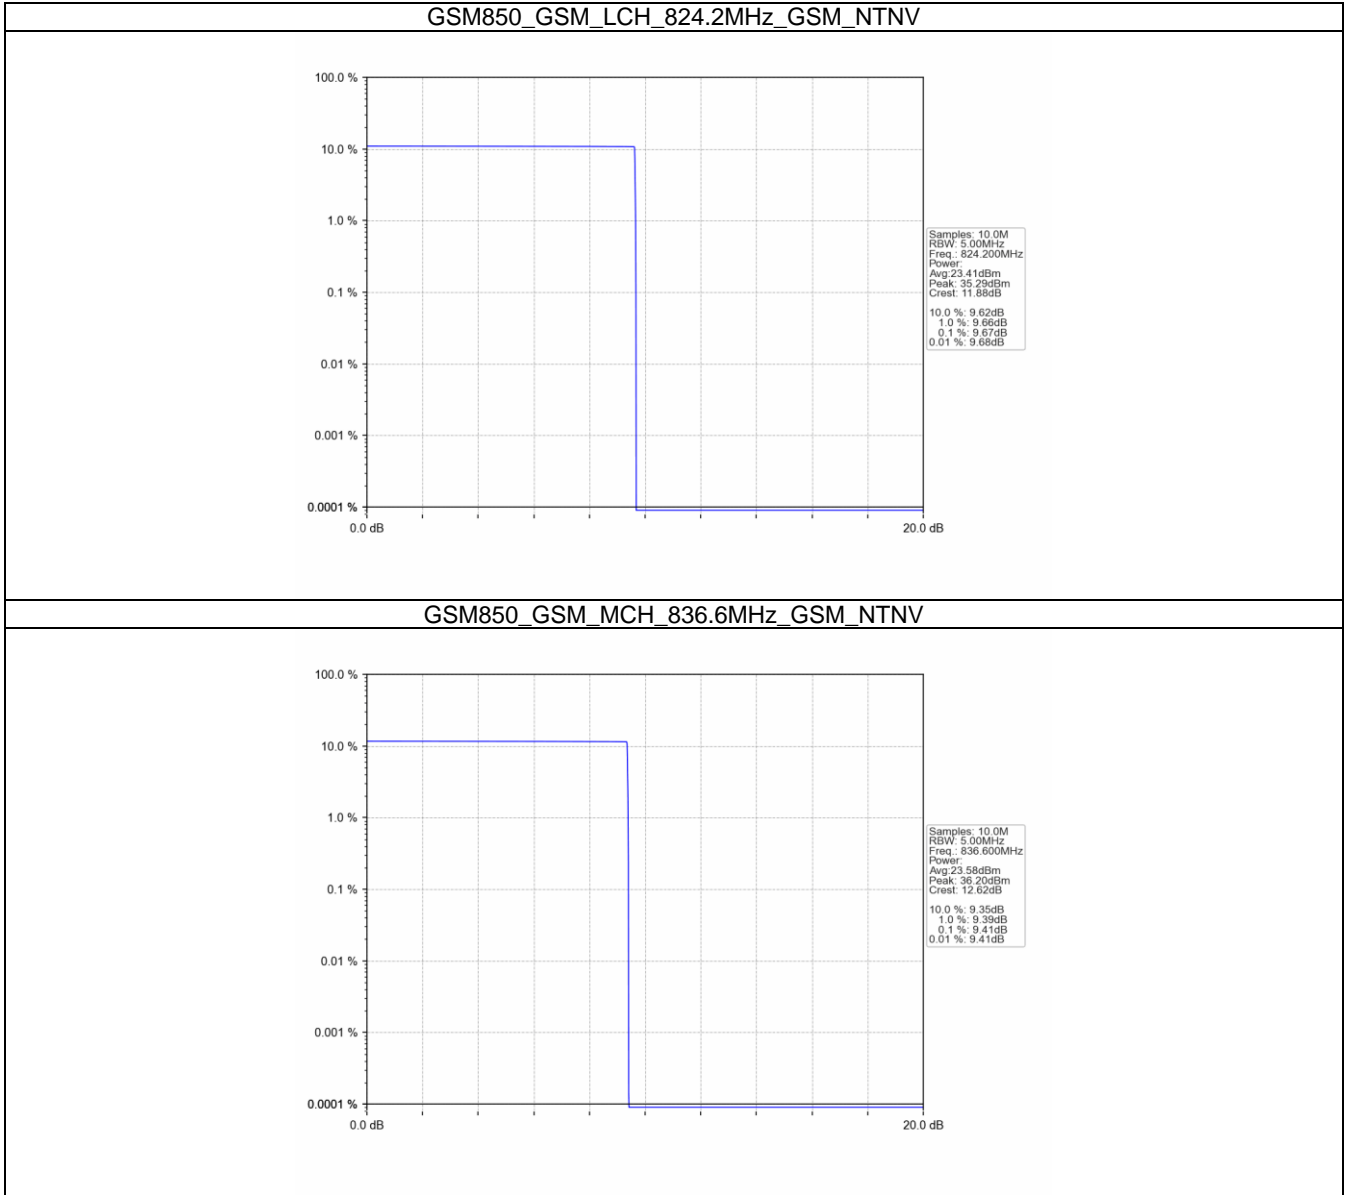 GSM850_GSM_LCH_824.2MHz_GSM_NTNV
100.0 %
10.0 %
1.0 %
0.1 %
0.01 %
0.001 %
0.0001 %
0.0 dB
20.0 dB
Samples: 10.0M
RBW: 5.00MHz
Freq.: 824.200MHz
Power:
Avg:23.41dBm
Peak: 35.29dBm
Crest: 11.88dB
10.0 %: 9.62dB
1.0 %: 9.66dB
0.1 %: 9.67dB
0.01 %: 9.68dB
GSM850_GSM_MCH_836.6MHz_GSM_NTNV
100.0 %
10.0 %
1.0 %
0.1 %
0.01 %
0.001 %
0.0001 %
0.0 dB
20.0 dB
Samples: 10.0M
RBW: 5.00MHz
Freq.: 836.600MHz
Power:
Avg:23.58dBm
Peak: 36.20dBm
Crest: 12.62dB
10.0 %: 9.35dB
1.0 %: 9.39dB
0.1 %: 9.41dB
0.01 %: 9.41dB